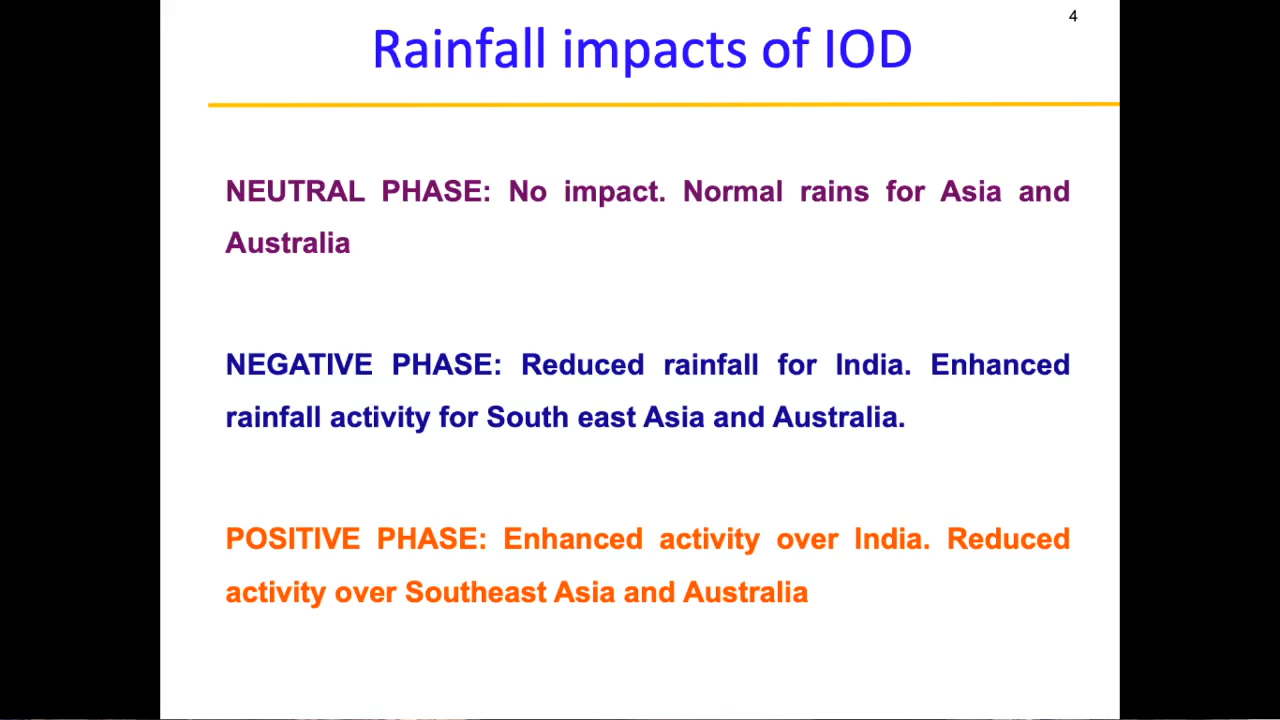 4
Rainfall impacts of IOD
NEUTRAL PHASE: No impact. Normal rains for Asia and
Australia
NEGATIVE PHASE: Reduced rainfall for India. Enhanced
rainfall activity for South east Asia and Australia.
POSITIVE PHASE: Enhanced activity over India. Reduced
activity over Southeast Asia and Australia